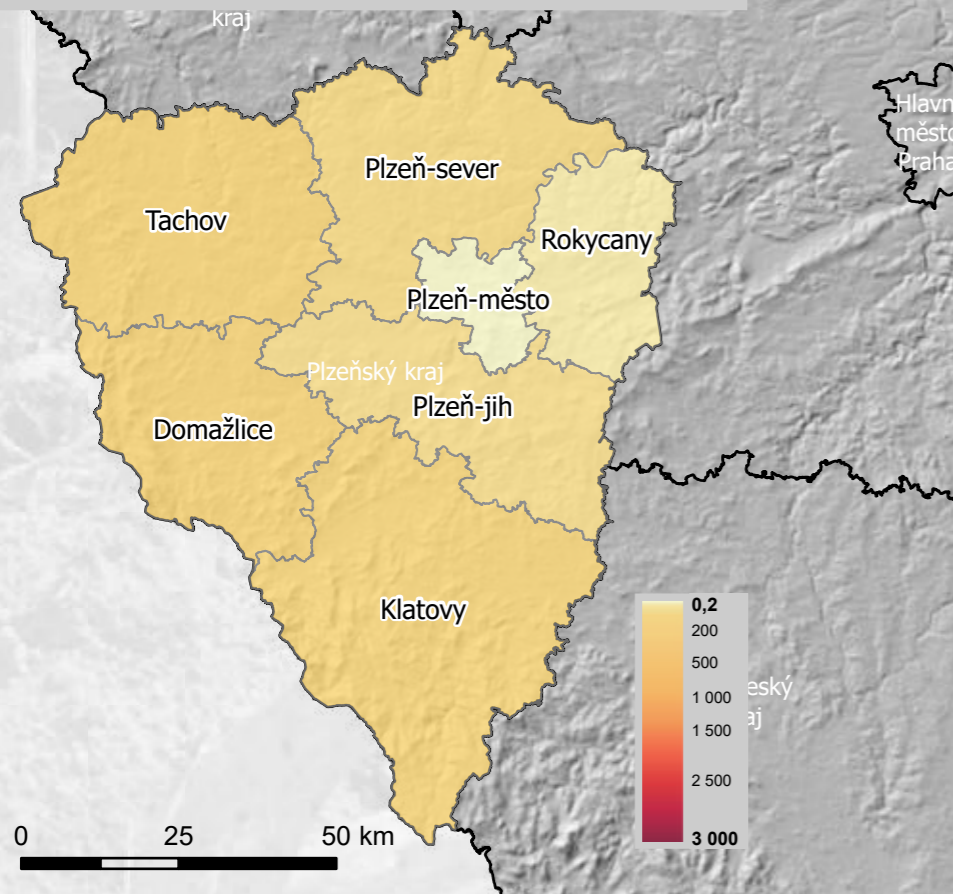 kraj
Hlavn
město
Praha
Plzeň-sever
Tachov
Rokycany
Plzeň-město
Plzeňský kraj
Plzeň-jih
Domažlice
Klatovy
0,2
200
500
1 000
1 500
2 500
3 000
eský
aj
0 25 50 km